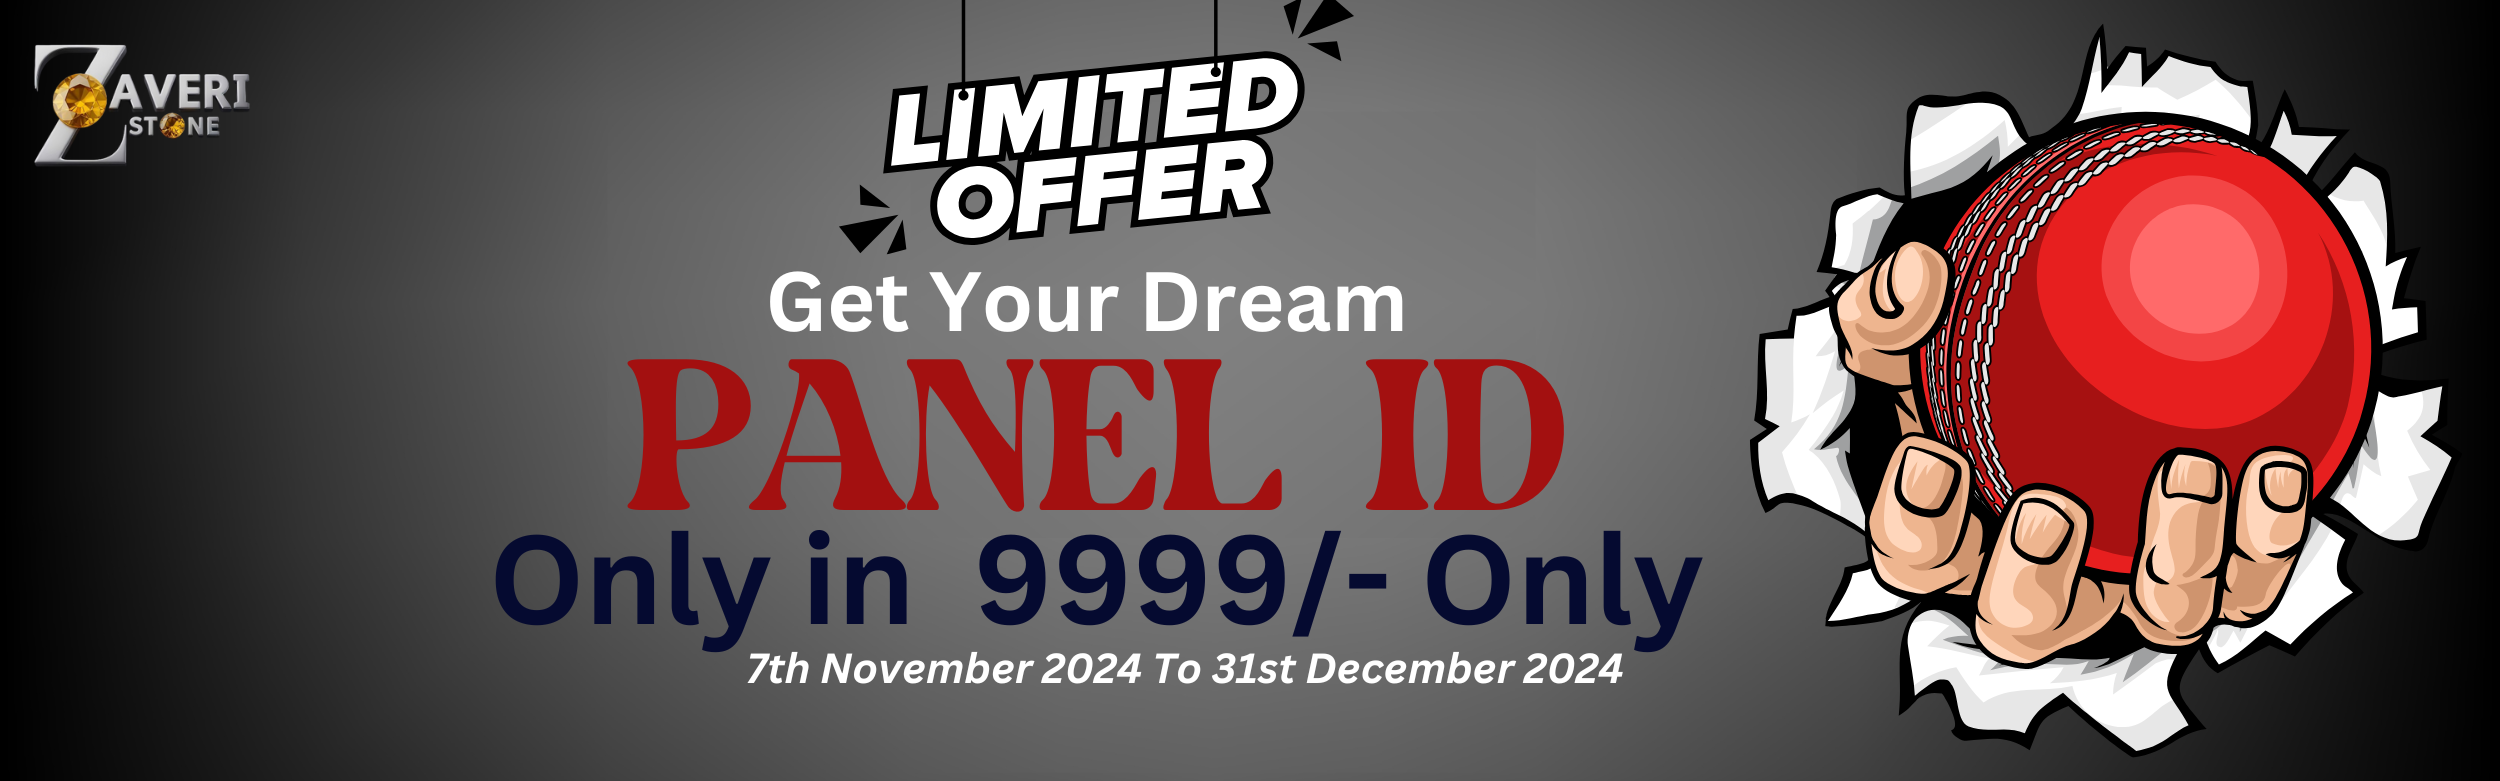 ZAVERI
STONE
LIMITED
OFFER
Get Your Dream
PANEL ID
Only in 9999/- Only
7th November 2024 To 31st December 2024